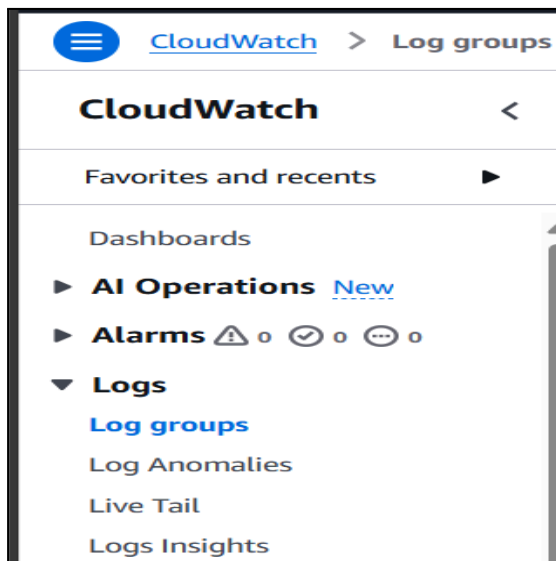 CloudWatch > Log groups
CloudWatch <
Favorites and recents
Dashboards
AI Operations New
Alarms 0 0 0
Logs
Log groups
Log Anomalies
Live Tail
Logs Insights